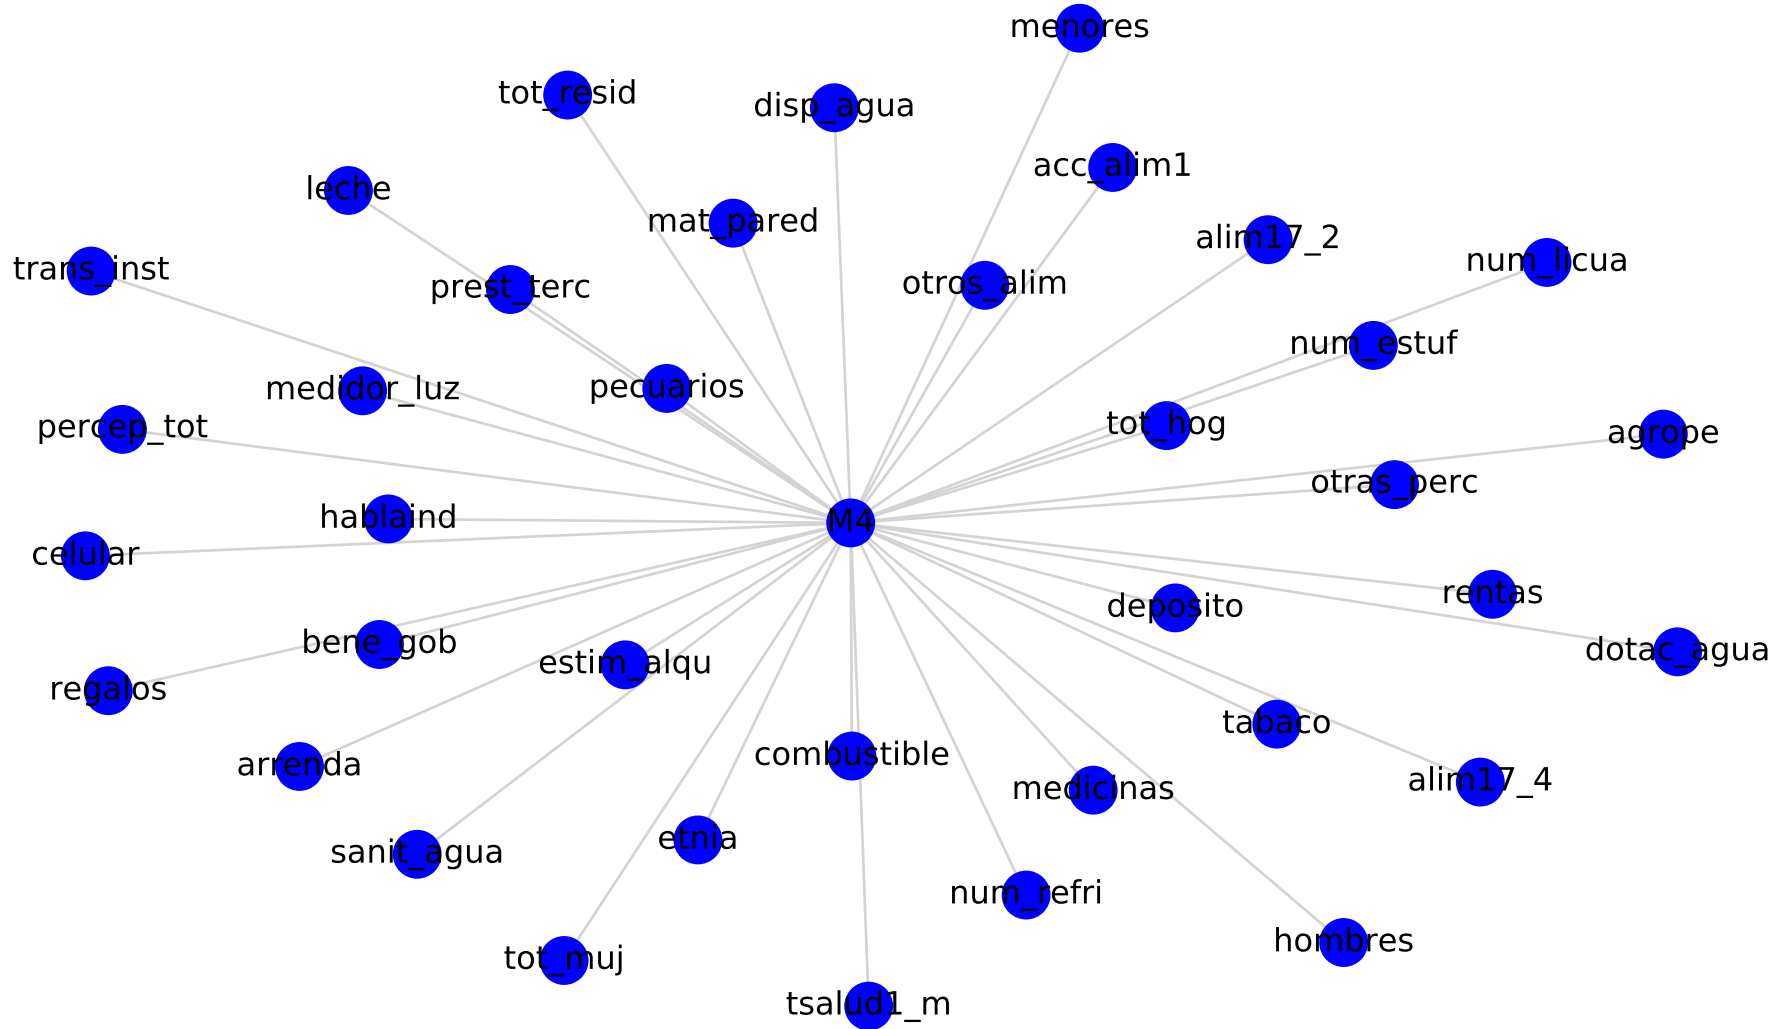 menores
tot_resid
disp_agua
acc_alim1
leche
mat_pared
alim17_2
num_licua
trans_inst
prest_terc
otros_alim
num_estuf
medidor_luz
pecuarios
tot_hog
percep_tot
agrope
otras_perc
hablaind
M4
celular
rentas
deposito
bene_gob
dotac_agua
estim_alqu
regalos
tabaco
combustible
arrenda
alim17_4
medicinas
etnia
sanit_agua
num_refri
hombres
tot_muj
tsalud1_m